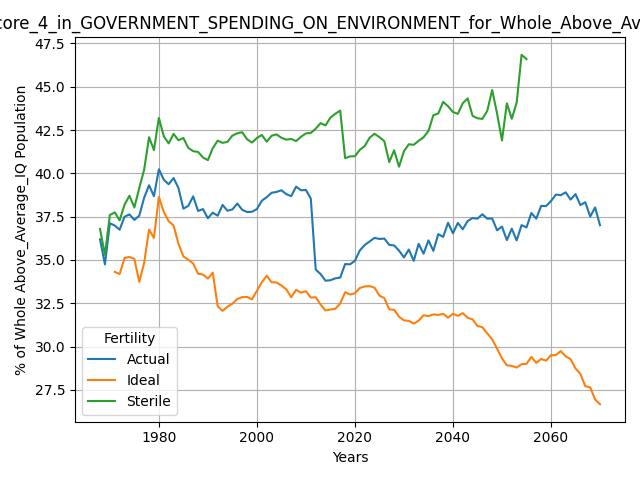 core_4_in_GOVERNMENT_SPENDING_ON_ENVIRONMENT_for_Whole_Above_Av
% of Whole Above_Average_IQ Population
47.5
45.0
42.5
40.0
37.5
35.0
32.5
30.0
27.5
Fertility
Actual
Ideal
Sterile
1980
2000
2020
2040
2060
Years